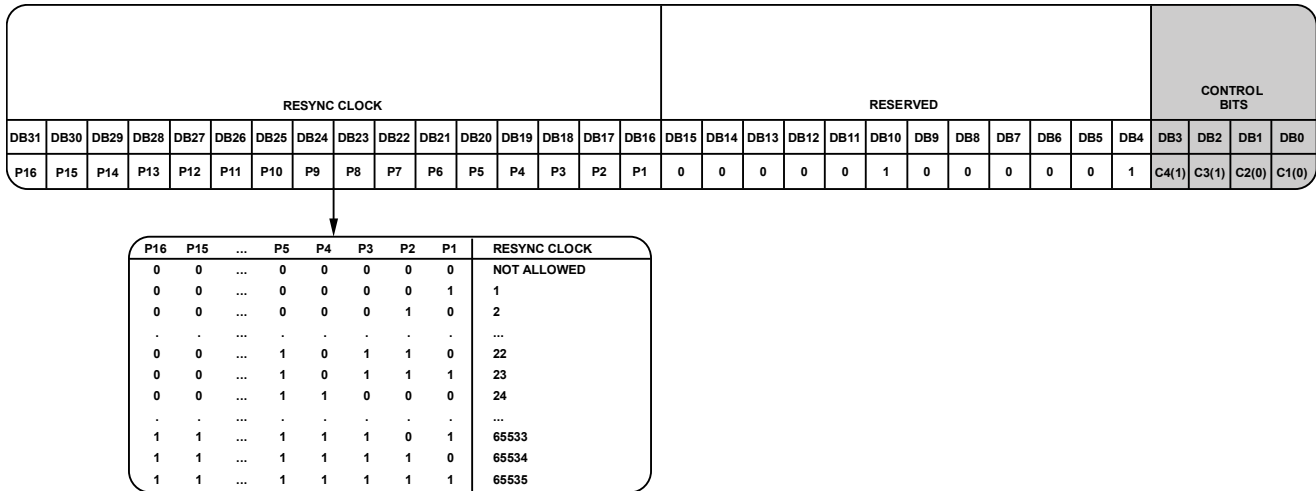 RESYNC CLOCK RESERVED CONTROL
BITS
DB31 DB30 DB29 DB28 DB27 DB26 DB25 DB24 DB23 DB22 DB21 DB20 DB19 DB18 DB17 DB16 DB15 DB14 DB13 DB12 DB11 DB10 DB9 DB8 DB7 DB6 DB5 DB4 DB3 DB2 DB1 DB0
P16 P15 P14 P13 P12 P11 P10 P9 P8 P7 P6 P5 P4 P3 P2 P1 0 0 0 0 0 1 0 0 0 0 0 1 C4(1) C3(1) C2(0) C1(0)
P16 P15 ... P5 P4 P3 P2 P1 RESYNC CLOCK
0 0 ... 0 0 0 0 0 NOT ALLOWED
0 0 ... 0 0 0 0 1 1
0 0 ... 0 0 0 1 0 2
. . ... . . . . . ...
0 0 ... 1 0 1 1 0 22
0 0 ... 1 0 1 1 1 23
0 0 ... 1 1 0 0 0 24
. . ... . . . . . ...
1 1 ... 1 1 1 0 1 65533
1 1 ... 1 1 1 1 0 65534
1 1 ... 1 1 1 1 1 65535